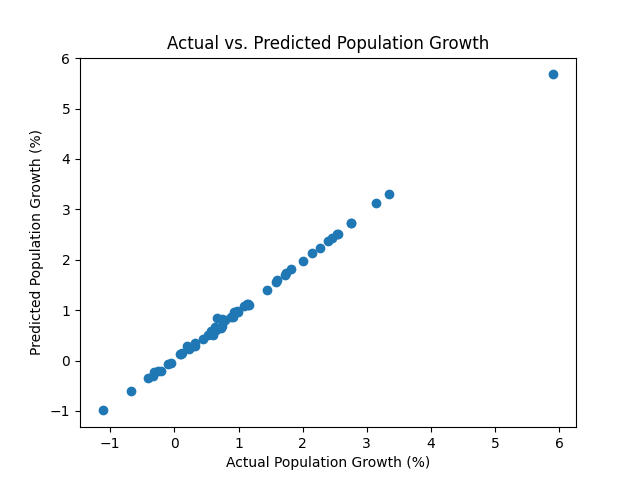 Actual vs. Predicted Population Growth
Predicted Population Growth (%)
6
5
4
3
2
1
0
−1
−1 0 1 2 3 4 5 6
Actual Population Growth (%)